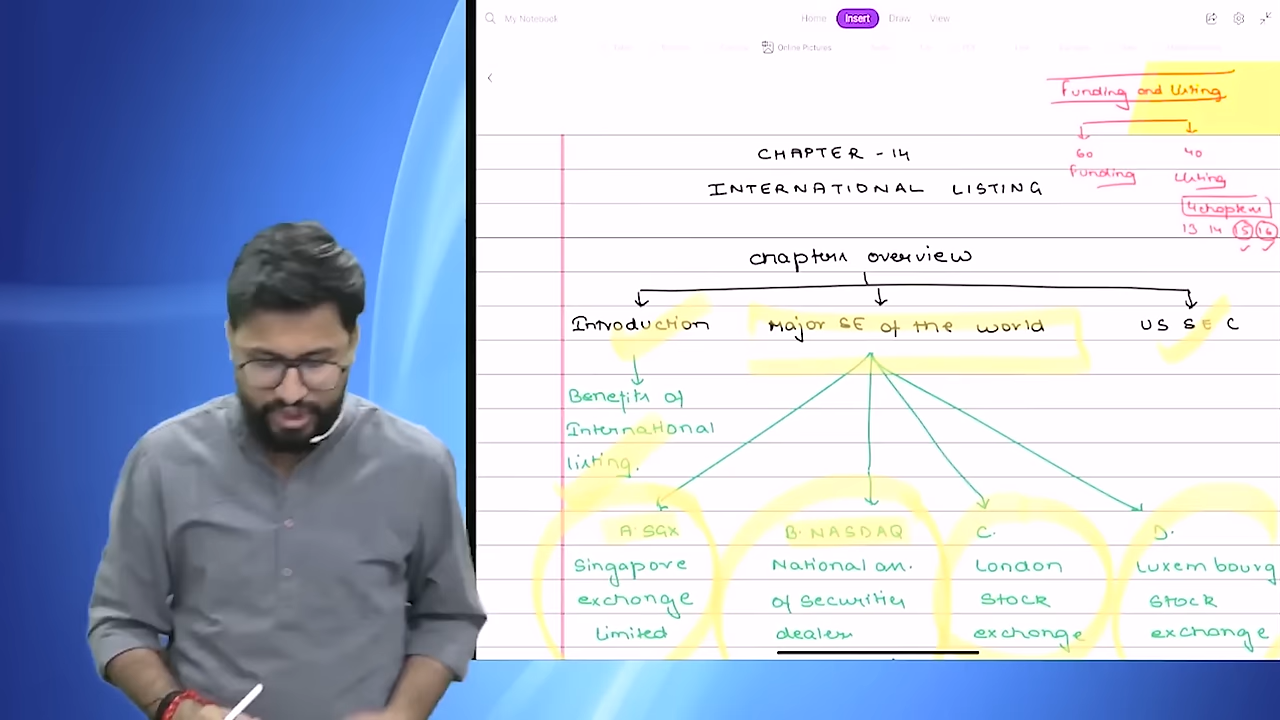 My Notebook
Home Insert Draw View
Online Pictures
Funding and Listing
60 40
Funding Listing
4 chapters
13 14 15 16
CHAPTER - 14
INTERNATIONAL LISTING
chapters overview
Introduction Major SE of the world US SEC
Benefits of
International
listing.
A. SGX B. NASDAQ C. D.
Singapore National an. London Luxembourg
exchange of securities Stock Stock
Limited dealers exchange exchange